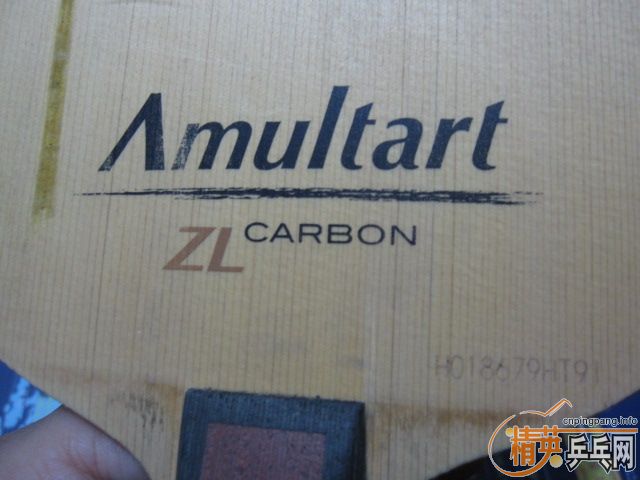 Amultart
ZL CARBON
H018679HT91
cnpingpang.info
精英乒乓网